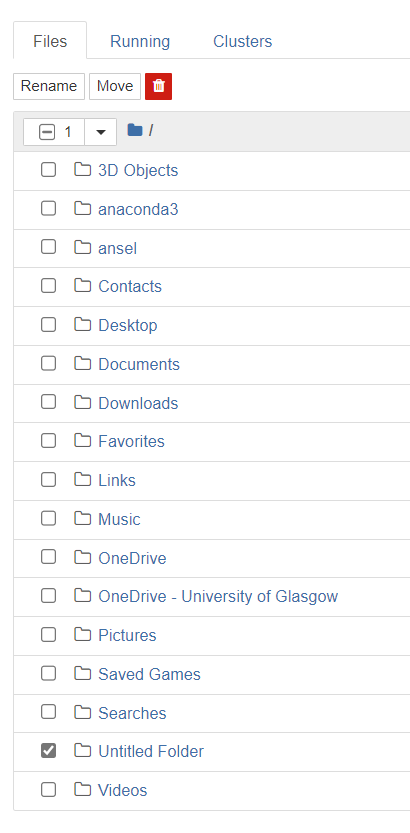 Files Running Clusters
Rename Move
1 /
3D Objects
anaconda3
ansel
Contacts
Desktop
Documents
Downloads
Favorites
Links
Music
OneDrive
OneDrive - University of Glasgow
Pictures
Saved Games
Searches
Untitled Folder
Videos